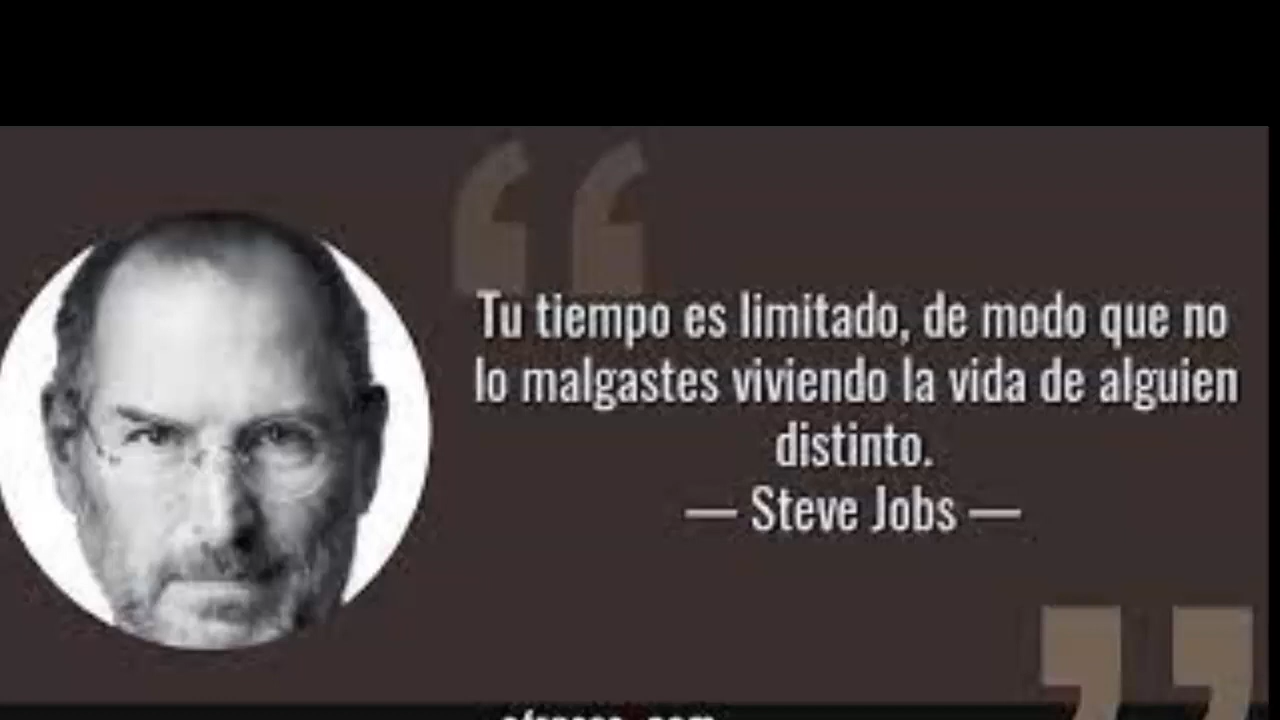 Tu tiempo es limitado, de modo que no
lo malgastes viviendo la vida de alguien
distinto.
— Steve Jobs —